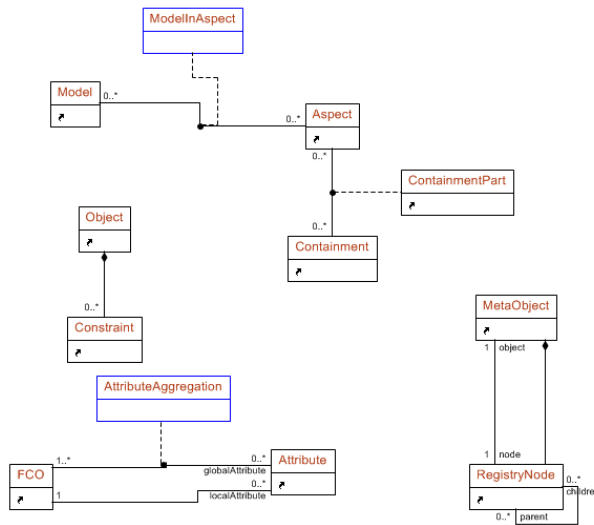 ModelInAspect
Model
0..*
0..*
Aspect
0..*
ContainmentPart
0..*
Containment
Object
0..*
Constraint
MetaObject
1 object
AttributeAggregation
1 node
FCO
1..*
0..*
globalAttribute
Attribute
1
0..*
localAttribute
RegistryNode
0..*
childre
0..* parent